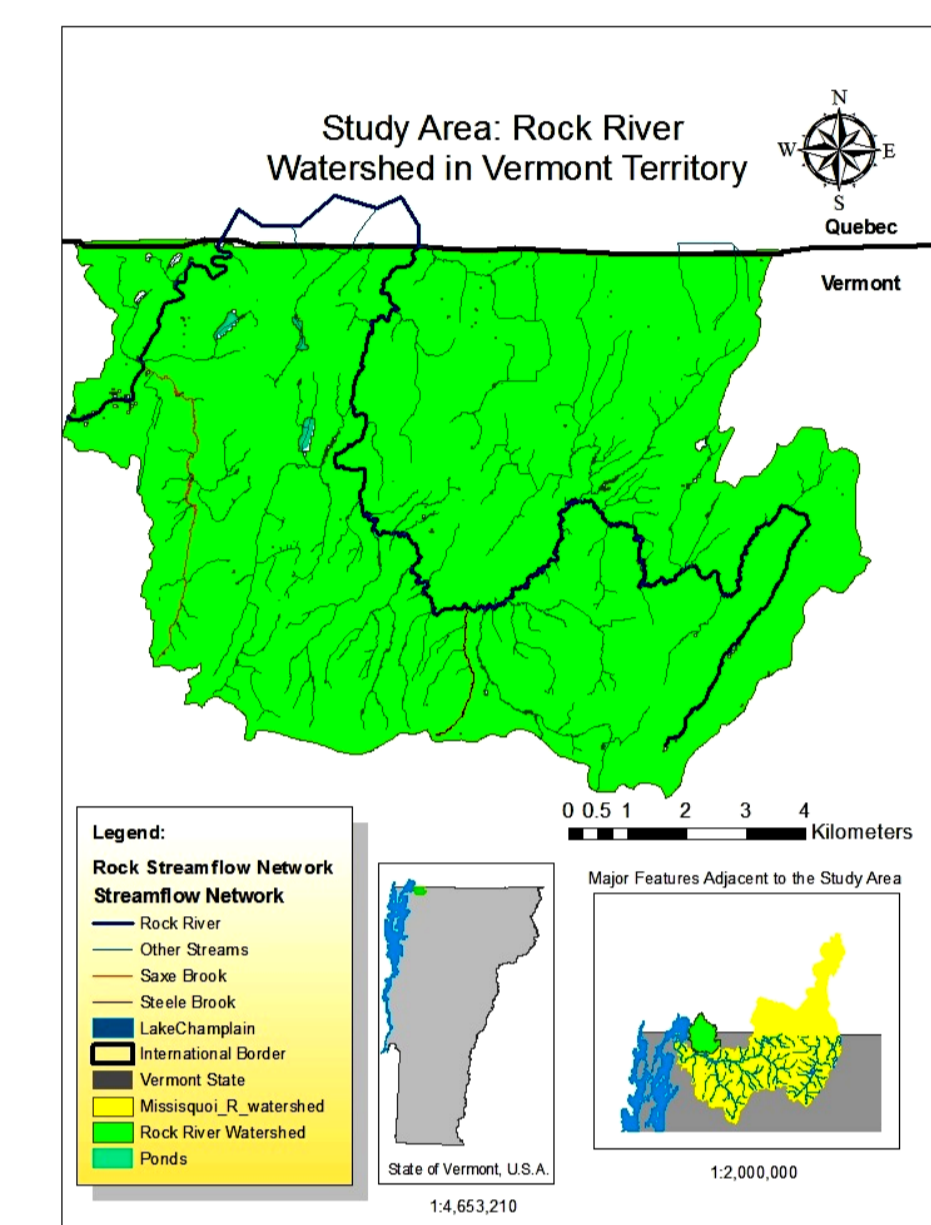 Study Area: Rock River
Watershed in Vermont Territory
N
W
E
S
Quebec
Vermont
0 0.5 1 2 3 4
Kilometers
Legend:
Rock Streamflow Network
Streamflow Network
Rock River
Other Streams
Saxe Brook
Steele Brook
LakeChamplain
International Border
Vermont State
Missisquoi_R_watershed
Rock River Watershed
Ponds
State of Vermont, U.S.A.
1:4,653,210
Major Features Adjacent to the Study Area
1:2,000,000